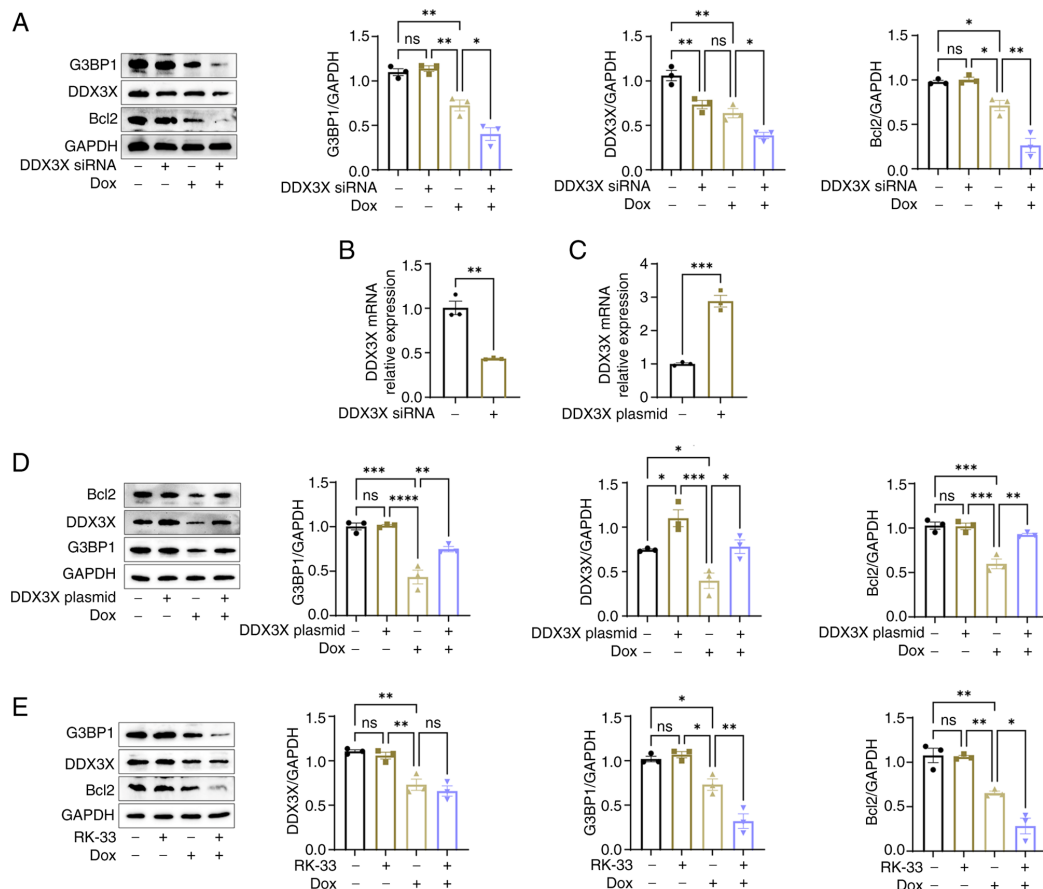 A
G3BP1
DDX3X
Bcl2
GAPDH
DDX3X siRNA – + – +
Dox – – + +
G3BP1/GAPDH
1.5
1.0
0.5
0.0
**
ns
**
*
DDX3X siRNA – + – +
Dox – – + +
DDX3X/GAPDH
1.5
1.0
0.5
0.0
**
**
ns
*
DDX3X siRNA – + – +
Dox – – + +
Bcl2/GAPDH
1.5
1.0
0.5
0.0
*
ns
*
**
DDX3X siRNA – + – +
Dox – – + +
B
DDX3X mRNA
relative expression
1.5
1.0
0.5
0.0
**
DDX3X siRNA – +
C
DDX3X mRNA
relative expression
4
3
2
1
0
***
DDX3X plasmid – +
D
Bcl2
DDX3X
G3BP1
GAPDH
DDX3X plasmid – + – +
Dox – – + +
G3BP1/GAPDH
1.5
1.0
0.5
0.0
***
**
ns
****
DDX3X plasmid – + – +
Dox – – + +
DDX3X/GAPDH
1.5
1.0
0.5
0.0
*
*
***
*
DDX3X plasmid – + – +
Dox – – + +
Bcl2/GAPDH
1.5
1.0
0.5
0.0
***
ns
***
**
DDX3X plasmid – + – +
Dox – – + +
E
G3BP1
DDX3X
Bcl2
GAPDH
RK-33 – + – +
Dox – – + +
DDX3X/GAPDH
1.5
1.0
0.5
0.0
**
ns
**
ns
RK-33 – + – +
Dox – – + +
G3BP1/GAPDH
1.5
1.0
0.5
0.0
*
ns
*
**
RK-33 – + – +
Dox – – + +
Bcl2/GAPDH
1.5
1.0
0.5
0.0
**
ns
**
*
RK-33 – + – +
Dox – – + +